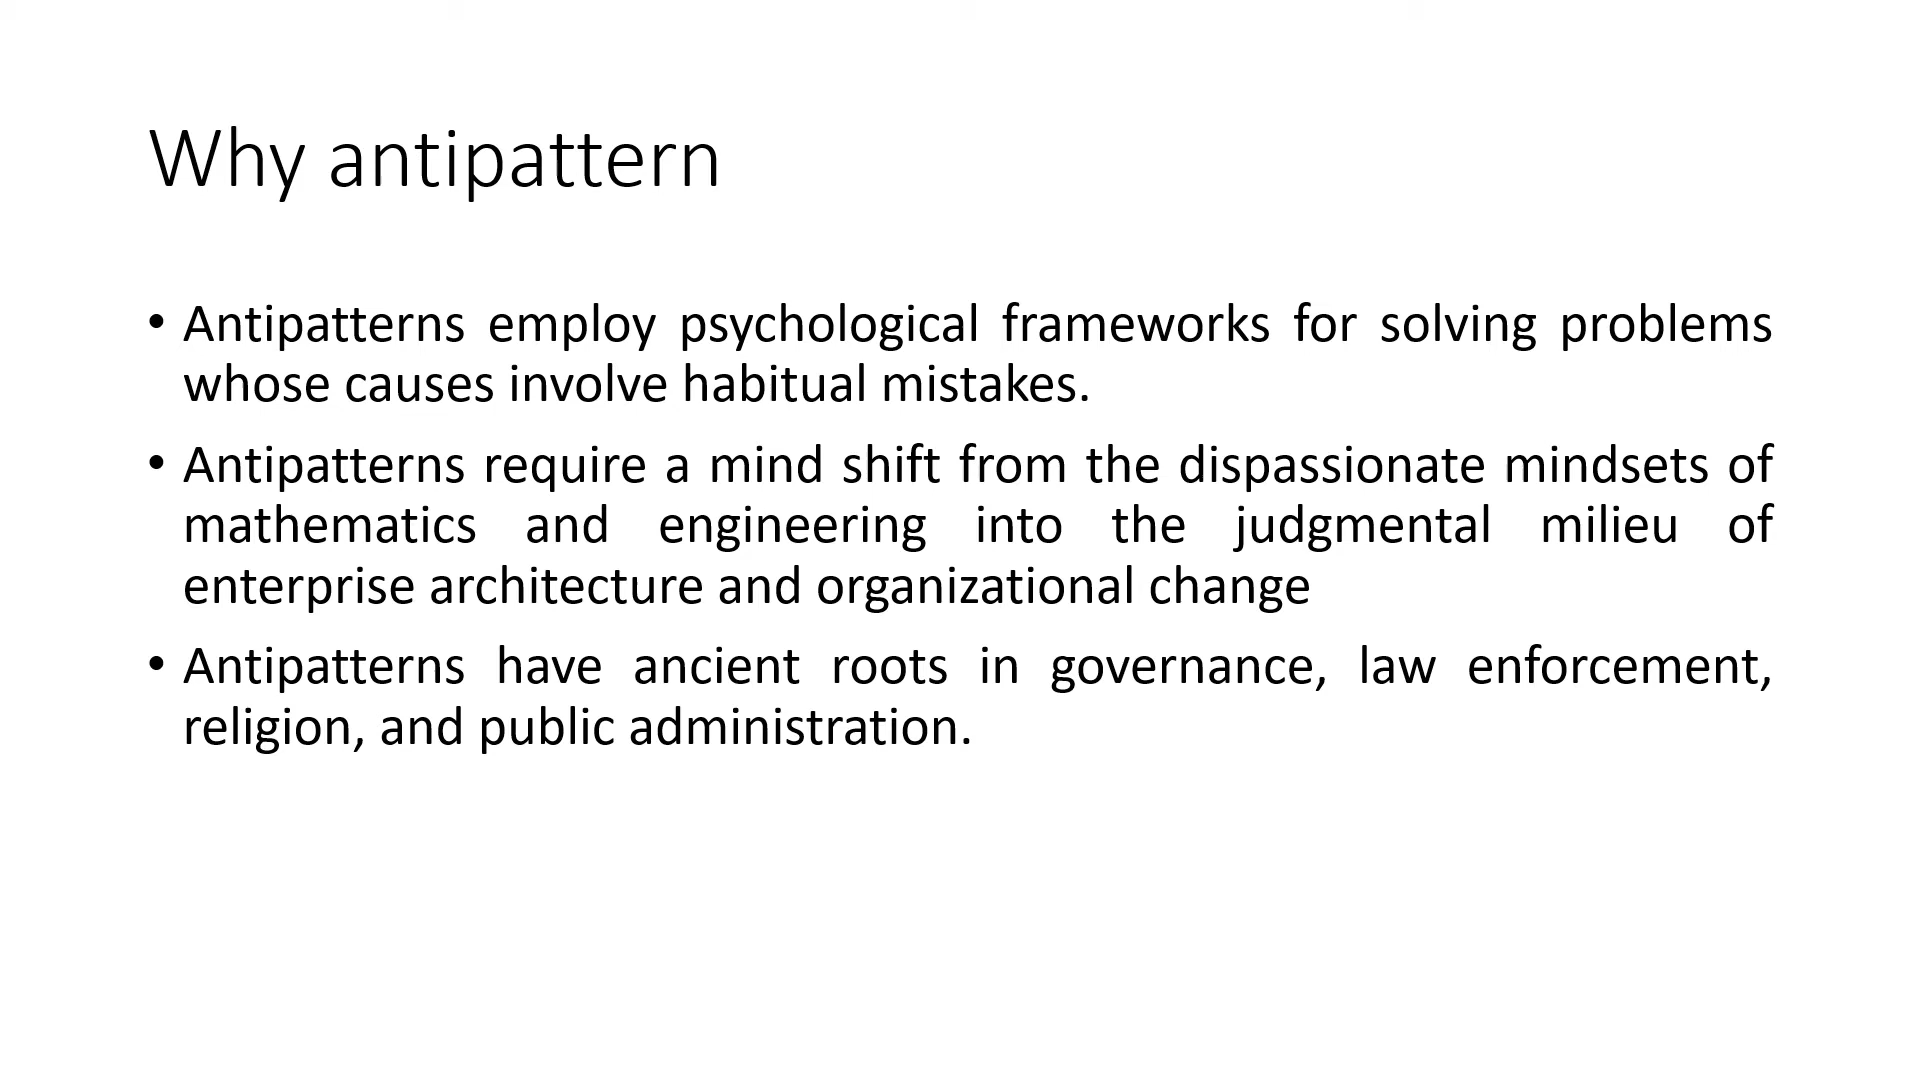 Why antipattern
• Antipatterns employ psychological frameworks for solving problems
whose causes involve habitual mistakes.
• Antipatterns require a mind shift from the dispassionate mindsets of
mathematics and engineering into the judgmental milieu of
enterprise architecture and organizational change
• Antipatterns have ancient roots in governance, law enforcement,
religion, and public administration.